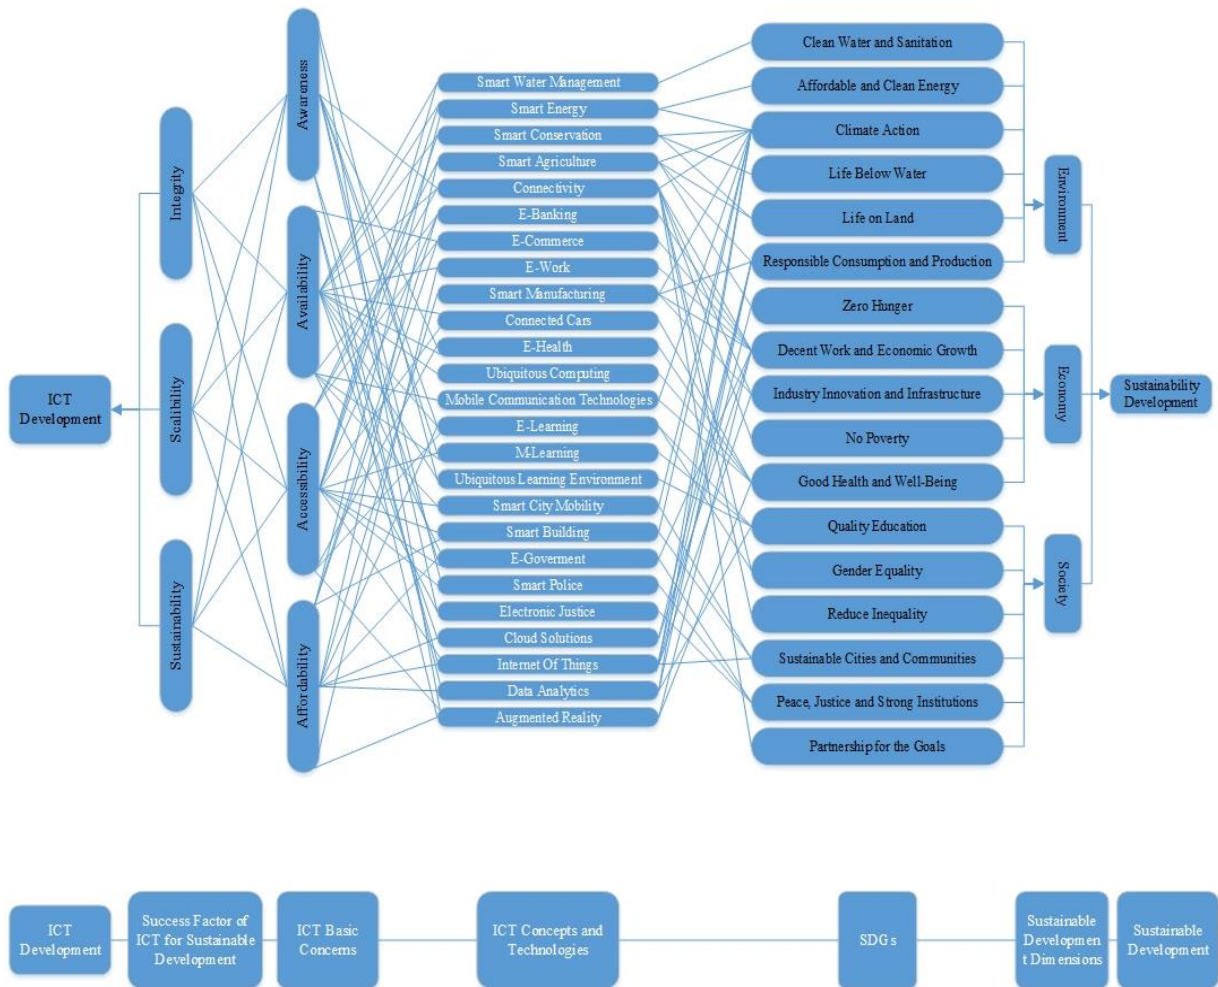 ICT
Development
Integrity
Scalibility
Sustainability
Awareness
Availability
Accessibility
Affordability
Smart Water Management
Smart Energy
Smart Conservation
Smart Agriculture
Connectivity
E-Banking
E-Commerce
E-Work
Smart Manufacturing
Connected Cars
E-Health
Ubiquitous Computing
Mobile Communication Technologies
E-Learning
M-Learning
Ubiquitous Learning Environment
Smart City Mobility
Smart Building
E-Goverment
Smart Police
Electronic Justice
Cloud Solutions
Internet Of Things
Data Analytics
Augmented Reality
Clean Water and Sanitation
Affordable and Clean Energy
Climate Action
Life Below Water
Life on Land
Responsible Consumption and Production
Zero Hunger
Decent Work and Economic Growth
Industry Innovation and Infrastructure
No Poverty
Good Health and Well-Being
Quality Education
Gender Equality
Reduce Inequality
Sustainable Cities and Communities
Peace, Justice and Strong Institutions
Partnership for the Goals
Environment
Economy
Society
Sustainability
Development
ICT
Development
Success Factor of
ICT for Sustainable
Development
ICT Basic
Concerns
ICT Concepts and
Technologies
SDGs
Sustainable
Developmen
t Dimensions
Sustainable
Development